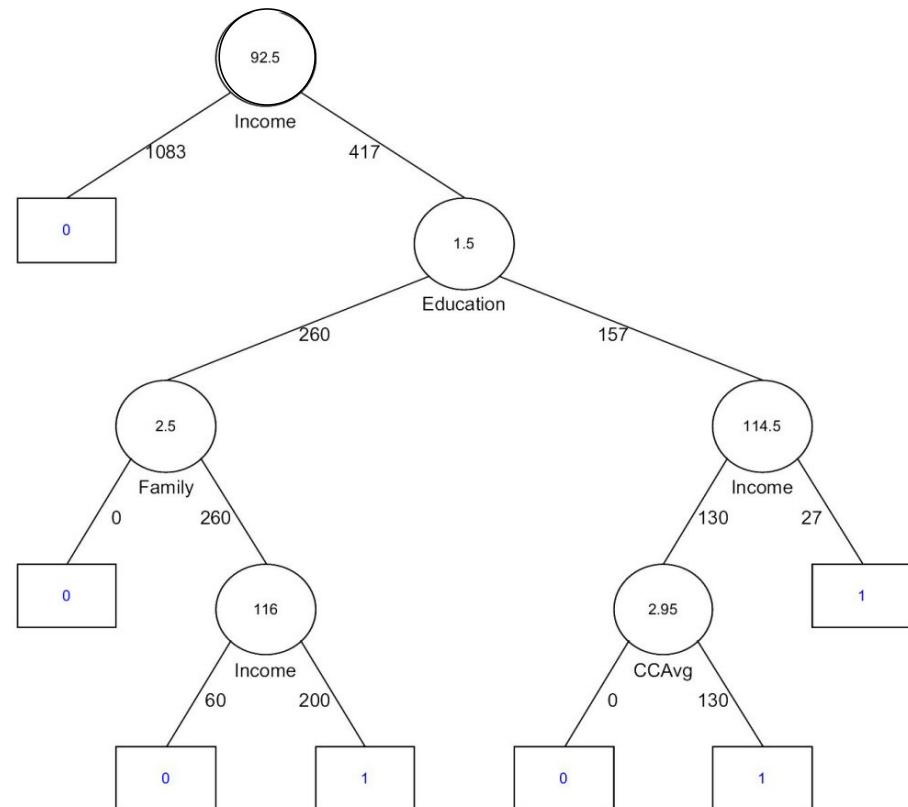 92.5
Income
1083 417
0
1.5
Education
260 157
2.5 114.5
Family Income
0 260 130 27
0 116 2.95 1
Income CCAvg
60 200 0 130
0 1 0 1